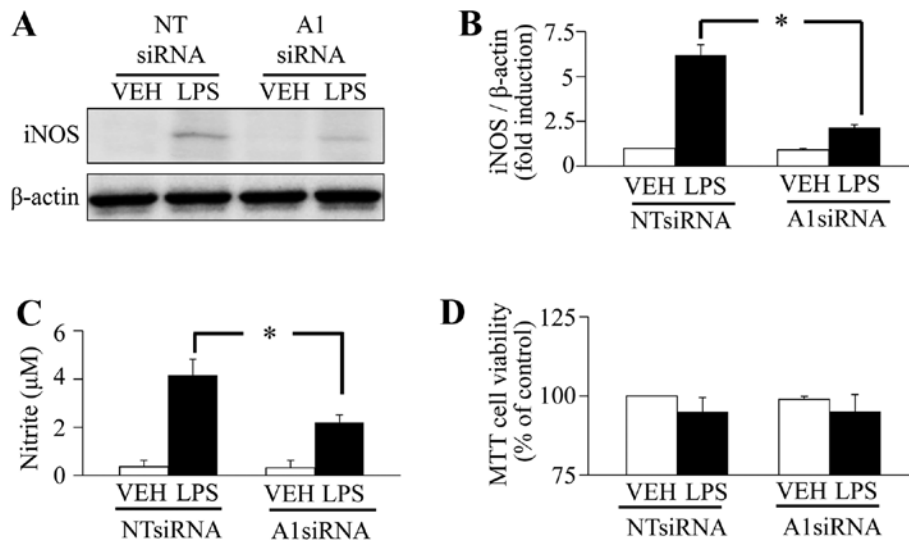 A
NT
siRNA
A1
siRNA
VEH LPS VEH LPS
iNOS
β-actin
B
iNOS / β-actin
(fold induction)
7.5
5
2.5
0
*
VEH LPS VEH LPS
NTsiRNA A1siRNA
C
Nitrite (μM)
6
4
2
0
*
VEH LPS VEH LPS
NTsiRNA A1siRNA
D
MTT cell viability
(% of control)
125
100
75
VEH LPS VEH LPS
NTsiRNA A1siRNA